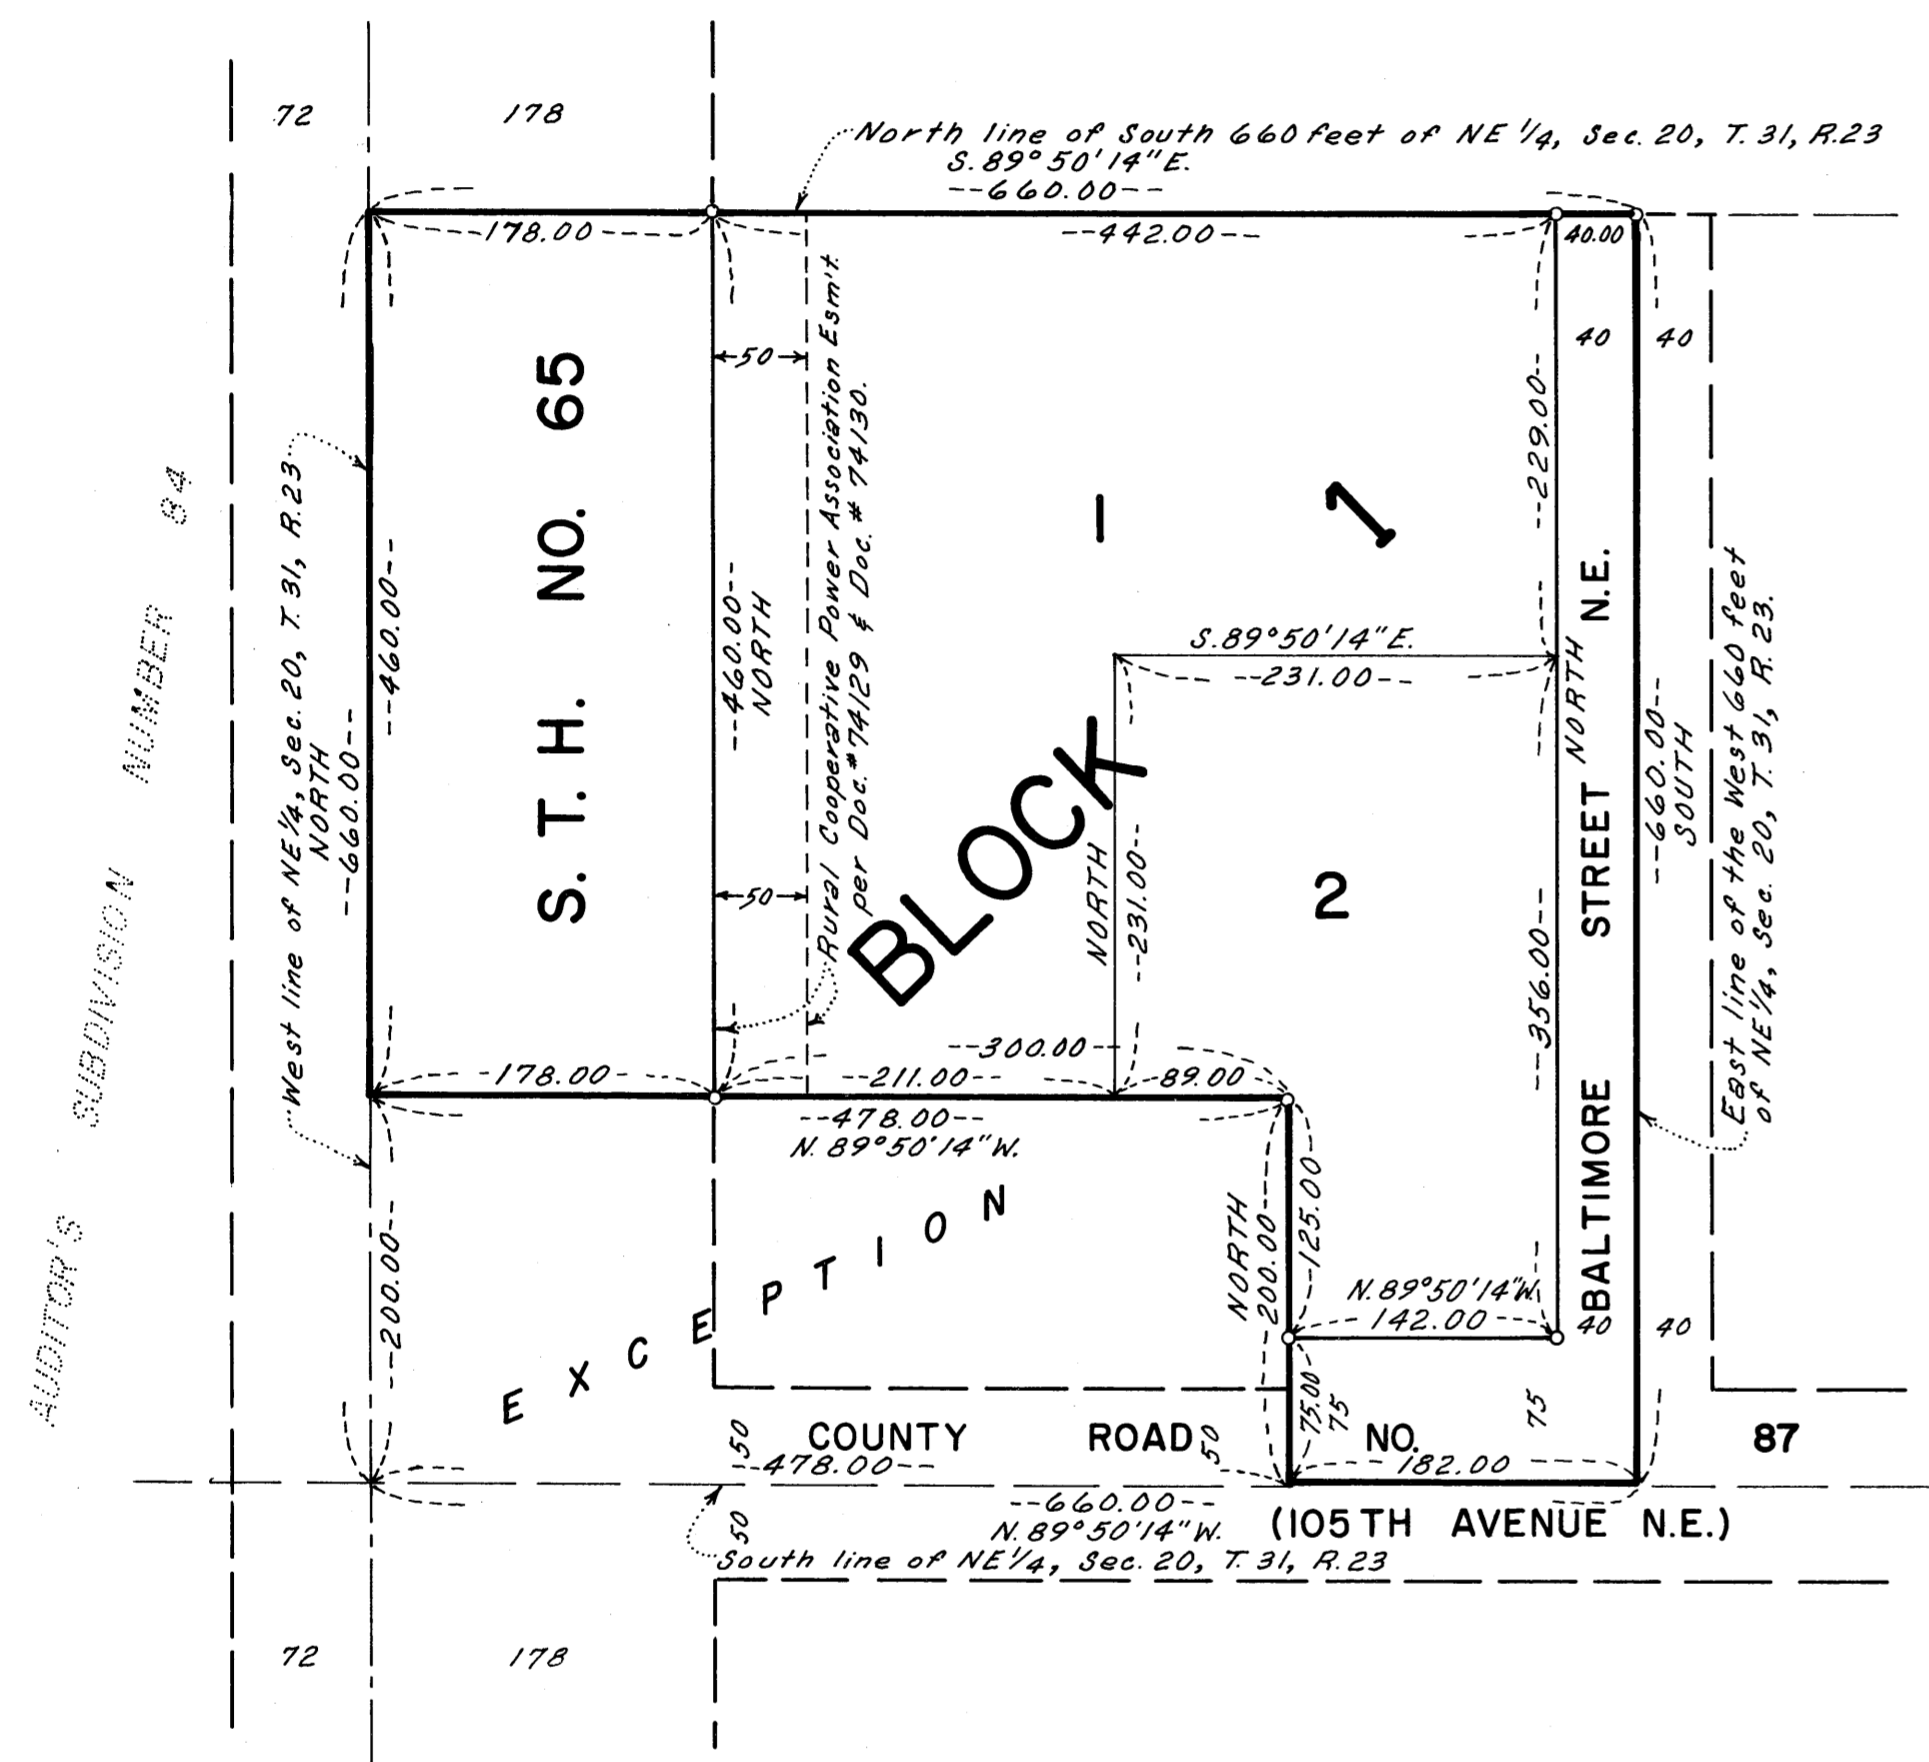 72
178
North line of South 660 feet of NE 1/4, Sec. 20, T. 31, R.23
S. 89° 50' 14" E.
--660.00--
178.00
--442.00--
40.00
40
40
50
S. T. H. NO. 65
Rural Cooperative Power Association Esm't.
per Doc. #74129 & Doc. # 74130.
--229.00--
1
1
BLOCK
West line of NE 1/4, Sec. 20, T. 31, R.23
NORTH
--660.00--
--460.00--
--460.00--
NORTH
AUDITOR'S SUBDIVISION NUMBER 84
S. 89°50'14" E.
--231.00--
NORTH
--231.00--
2
50
--356.00--
NORTH
BALTIMORE STREET N.E.
--660.00--
SOUTH
East line of the West 660 feet
of NE 1/4, Sec. 20, T. 31, R. 23.
--300.00--
178.00
--211.00--
89.00
--478.00--
N. 89°50'14" W.
EXCEPTION
--200.00--
NORTH
200.00
125.00
N. 89°50'14" W.
142.00
40
40
75.00
75
75
50
COUNTY ROAD NO. 87
50
--478.00--
182.00
--660.00--
N. 89°50'14" W.
(105TH AVENUE N.E.)
50
South line of NE 1/4, Sec. 20, T. 31, R.23
72
178